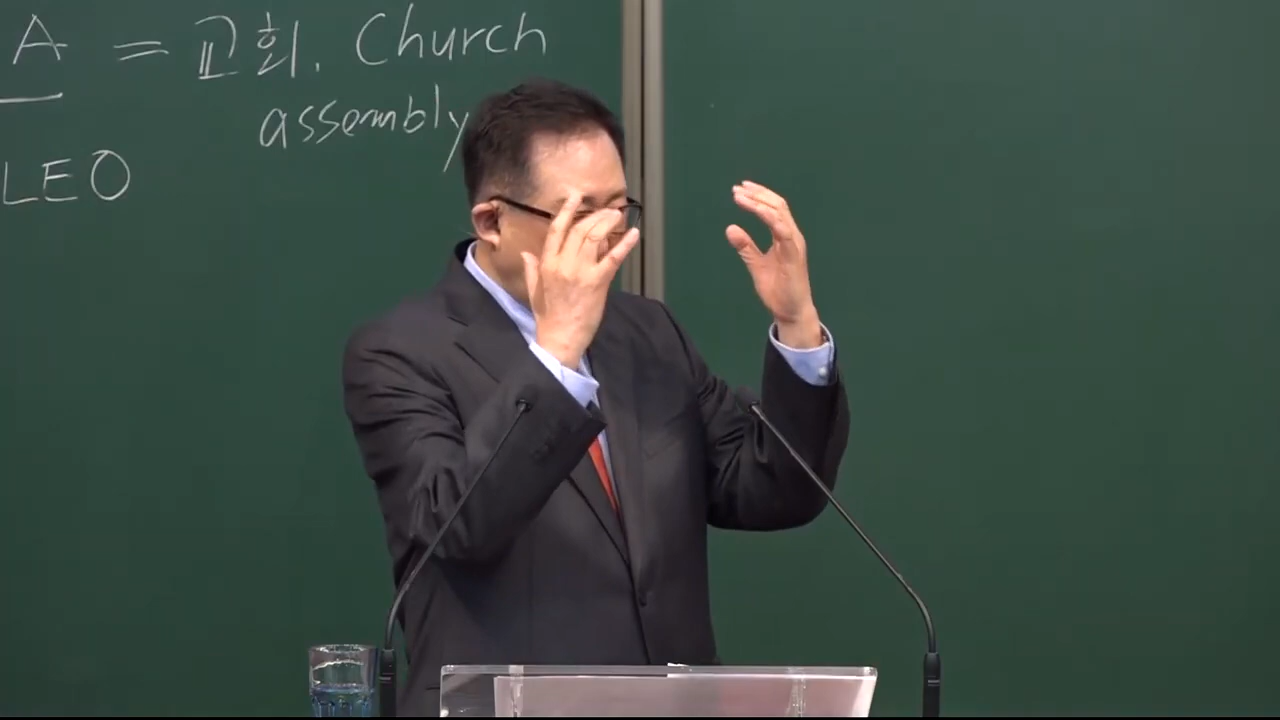 A = 교회. Church
assembly
LEO